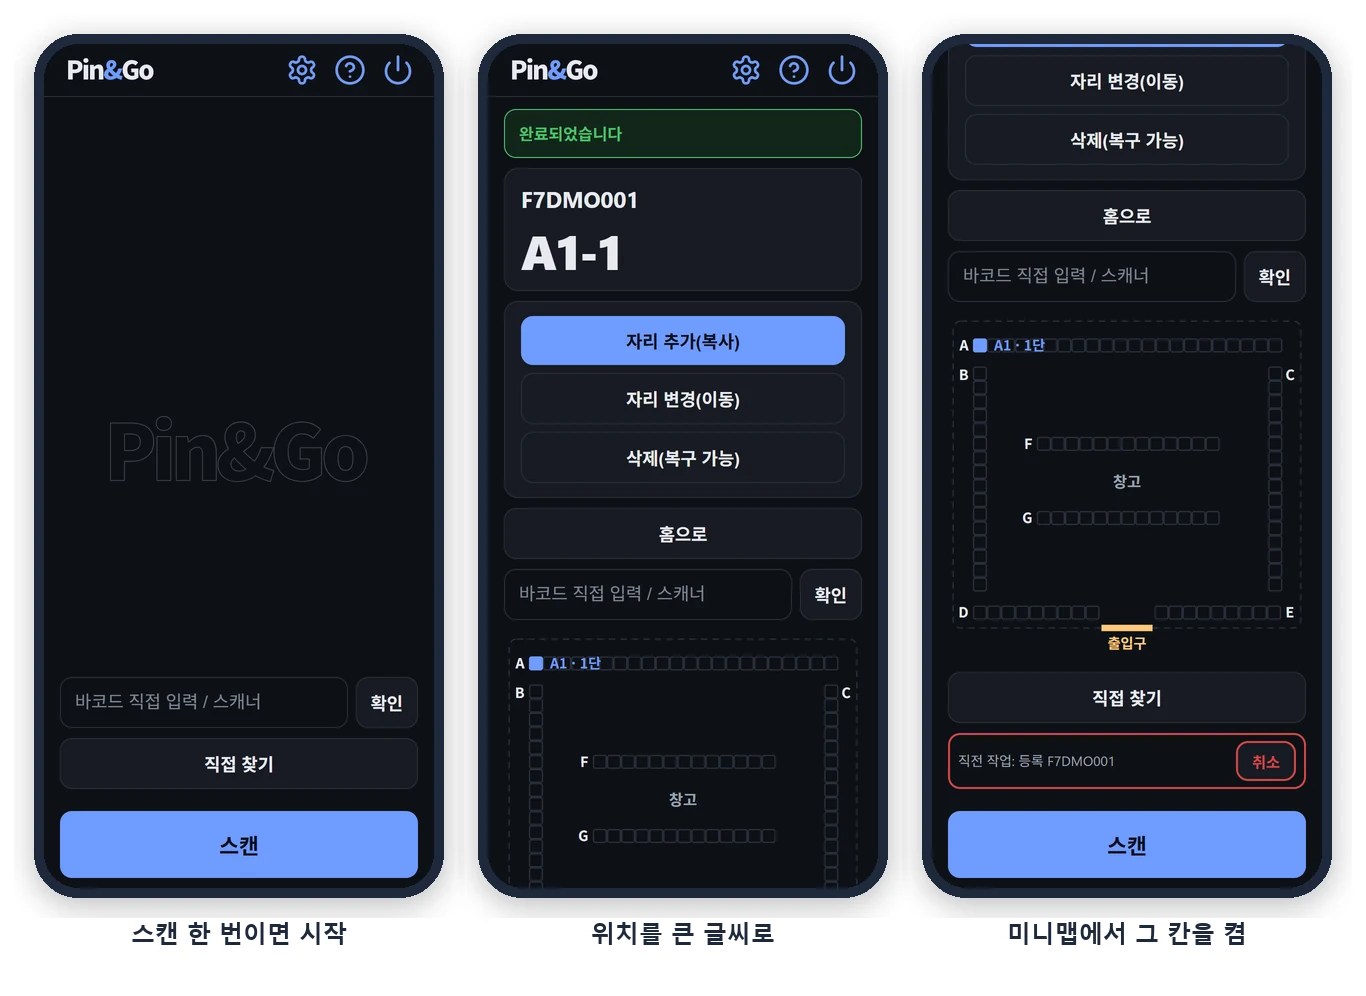 Pin&Go
Pin&Go
바코드 직접 입력 / 스캐너
확인
직접 찾기
스캔
스캔 한 번이면 시작
Pin&Go
완료되었습니다
F7DMO001
A1-1
자리 추가(복사)
자리 변경(이동)
삭제(복구 가능)
홈으로
바코드 직접 입력 / 스캐너
확인
A A1 · 1단
B C
F
창고
G
위치를 큰 글씨로
자리 변경(이동)
삭제(복구 가능)
홈으로
바코드 직접 입력 / 스캐너
확인
A A1 · 1단
B C
F
창고
G
D E
출입구
직접 찾기
직전 작업: 등록 F7DMO001
취소
스캔
미니맵에서 그 칸을 켬